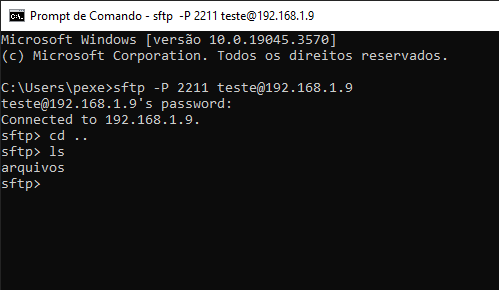 Prompt de Comando - sftp  -P 2211 teste@192.168.1.9
Microsoft Windows [versão 10.0.19045.3570]
(c) Microsoft Corporation. Todos os direitos reservados.
C:\Users\pexe>sftp -P 2211 teste@192.168.1.9
teste@192.168.1.9's password:
Connected to 192.168.1.9.
sftp> cd ..
sftp> ls
arquivos
sftp>